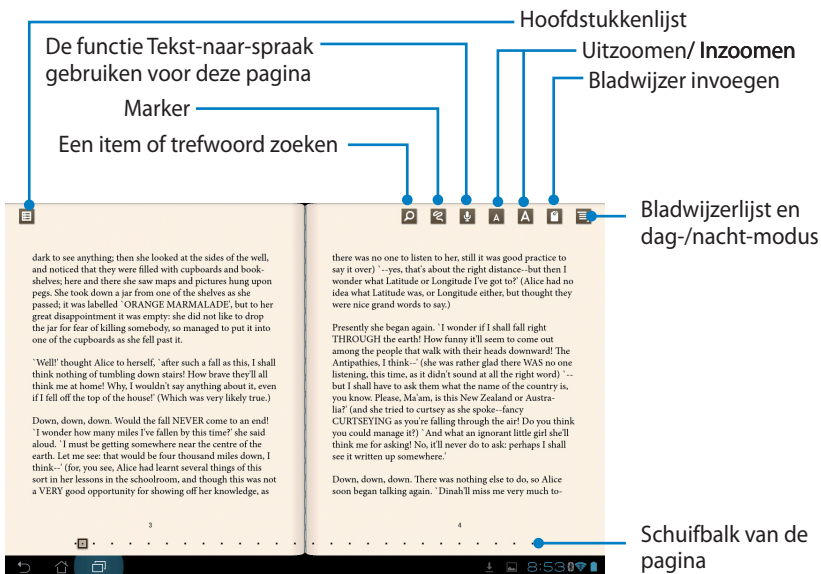 Hoofdstukkenlijst
De functie Tekst-naar-spraak
gebruiken voor deze pagina
Uitzoomen/ Inzoomen
Bladwijzer invoegen
Marker
Een item of trefwoord zoeken
Bladwijzerlijst en
dag-/nacht-modus
A A
dark to see anything; then she looked at the sides of the well,
and noticed that they were filled with cupboards and book-
shelves; here and there she saw maps and pictures hung upon
pegs. She took down a jar from one of the shelves as she
passed; it was labelled `ORANGE MARMALADE', but to her
great disappointment it was empty: she did not like to drop
the jar for fear of killing somebody, so managed to put it into
one of the cupboards as she fell past it.
`Well!' thought Alice to herself, `after such a fall as this, I shall
think nothing of tumbling down stairs! How brave they'll all
think me at home! Why, I wouldn't say anything about it, even
if I fell off the top of the house!' (Which was very likely true.)
Down, down, down. Would the fall NEVER come to an end!
`I wonder how many miles I've fallen by this time?' she said
aloud. `I must be getting somewhere near the centre of the
earth. Let me see: that would be four thousand miles down, I
think--' (for, you see, Alice had learnt several things of this
sort in her lessons in the schoolroom, and though this was not
a VERY good opportunity for showing off her knowledge, as
3
there was no one to listen to her, still it was good practice to
say it over) `--yes, that's about the right distance--but then I
wonder what Latitude or Longitude I've got to?' (Alice had no
idea what Latitude was, or Longitude either, but thought they
were nice grand words to say.)
Presently she began again. `I wonder if I shall fall right
THROUGH the earth! How funny it'll seem to come out
among the people that walk with their heads downward! The
Antipathies, I think--' (she was rather glad there WAS no one
listening, this time, as it didn't sound at all the right word) `--
but I shall have to ask them what the name of the country is,
you know. Please, Ma'am, is this New Zealand or Austra-
lia?' (and she tried to curtsey as she spoke--fancy
CURTSEYING as you're falling through the air! Do you think
you could manage it?) `And what an ignorant little girl she'll
think me for asking! No, it'll never do to ask: perhaps I shall
see it written up somewhere.'
Down, down, down. There was nothing else to do, so Alice
soon began talking again. `Dinah'll miss me very much to-
4
Schuifbalk van de
pagina
8:53